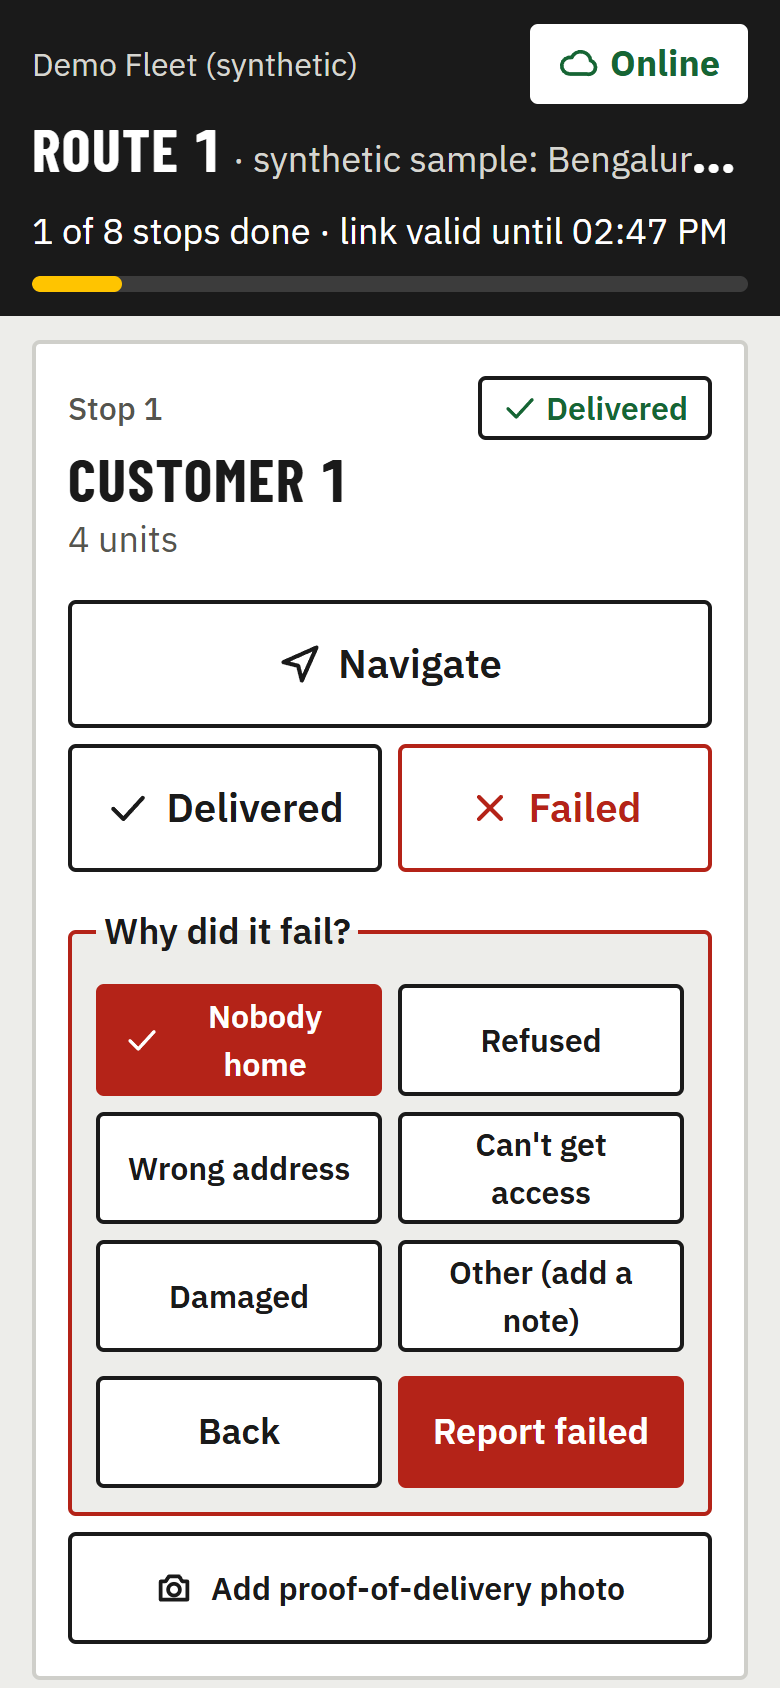 Demo Fleet (synthetic)
Online
ROUTE 1 · synthetic sample: Bengalur...
1 of 8 stops done · link valid until 02:47 PM
Stop 1
Delivered
CUSTOMER 1
4 units
Navigate
Delivered
Failed
Why did it fail?
Nobody
home
Refused
Wrong address
Can't get
access
Damaged
Other (add a
note)
Back
Report failed
Add proof-of-delivery photo